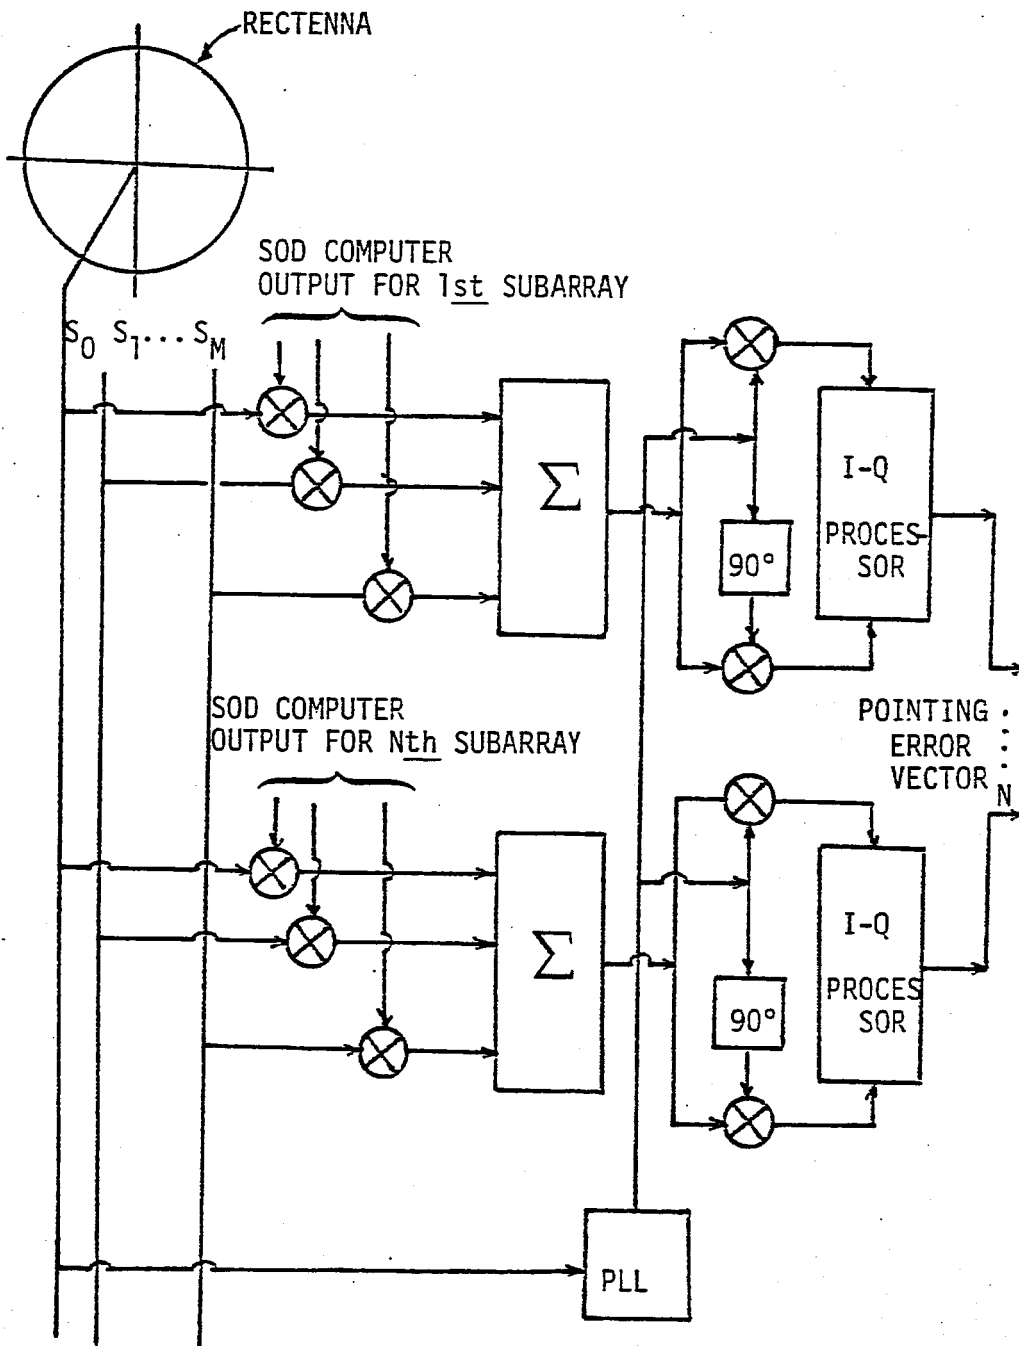 RECTENNA
SOD COMPUTER
OUTPUT FOR 1st SUBARRAY
S0 S1... SM
Σ
I-Q
PROCES-
SOR
90°
SOD COMPUTER
OUTPUT FOR Nth SUBARRAY
POINTING
ERROR
VECTOR
N
Σ
I-Q
PROCES
SOR
90°
PLL